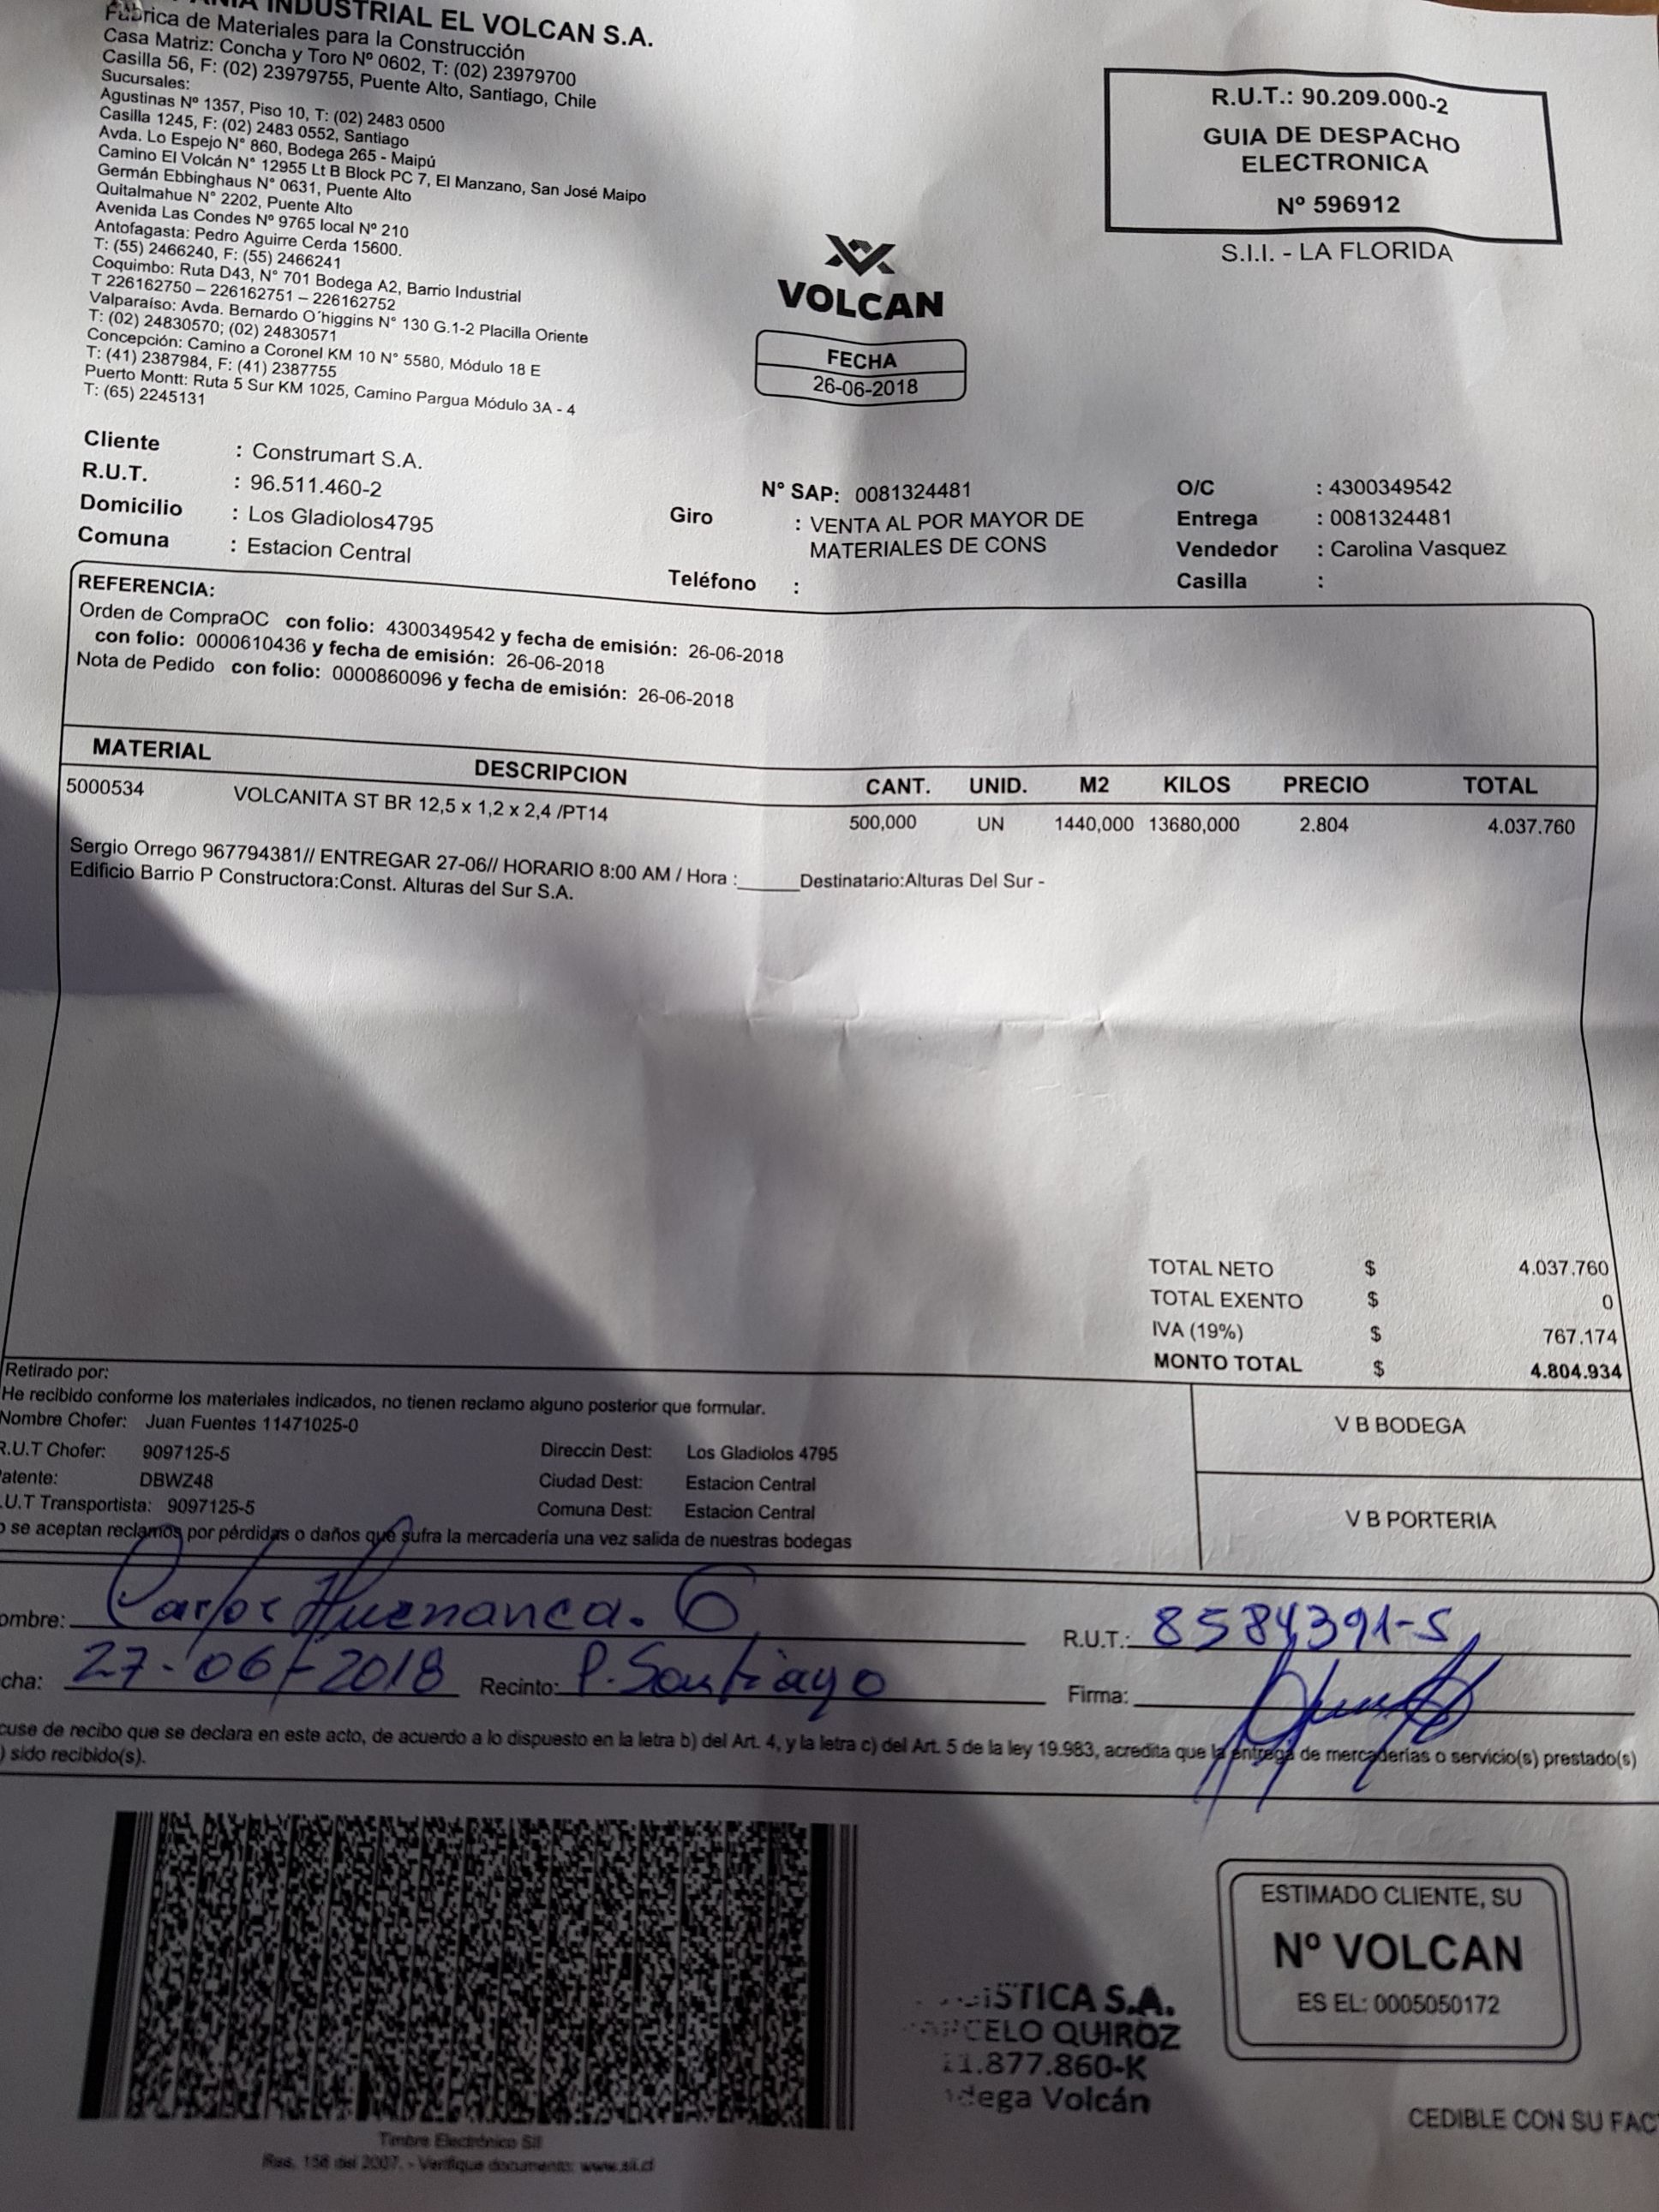 INDUSTRIAL EL VOLCAN S.A.
Fabrica de Materiales para la Construcción
Casa Matriz: Concha y Toro Nº 0602, T: (02) 23979700
Casilla 56, F: (02) 23979755, Puente Alto, Santiago, Chile
Sucursales:
Agustinas Nº 1357, Piso 10, T: (02) 2483 0500
Casilla 1245, F: (02) 2483 0552, Santiago
Avda. Lo Espejo N° 860, Bodega 265 - Maipú
Camino El Volcán N° 12955 Lt B Block PC 7, El Manzano, San José Maipo
Germán Ebbinghaus N° 0631, Puente Alto
Quitalmahue N° 2202, Puente Alto
Avenida Las Condes Nº 9765 local Nº 210
Antofagasta: Pedro Aguirre Cerda 15600.
T: (55) 2466240, F: (55) 2466241
Coquimbo: Ruta D43, N° 701 Bodega A2, Barrio Industrial
T 226162750 – 226162751 – 226162752
Valparaíso: Avda. Bernardo O´higgins N° 130 G.1-2 Placilla Oriente
T: (02) 24830570; (02) 24830571
Concepción: Camino a Coronel KM 10 N° 5580, Módulo 18 E
T: (41) 2387984, F: (41) 2387755
Puerto Montt: Ruta 5 Sur KM 1025, Camino Pargua Módulo 3A - 4
T: (65) 2245131
R.U.T.: 90.209.000-2
GUIA DE DESPACHO
ELECTRONICA
Nº 596912
S.I.I. - LA FLORIDA
VOLCAN
FECHA
26-06-2018
Cliente : Construmart S.A.
R.U.T. : 96.511.460-2
Domicilio : Los Gladiolos4795
Comuna : Estacion Central
N° SAP: 0081324481
Giro : VENTA AL POR MAYOR DE
MATERIALES DE CONS
Teléfono :
O/C : 4300349542
Entrega : 0081324481
Vendedor : Carolina Vasquez
Casilla :
REFERENCIA:
Orden de CompraOC con folio: 4300349542 y fecha de emisión: 26-06-2018
con folio: 0000610436 y fecha de emisión: 26-06-2018
Nota de Pedido con folio: 0000860096 y fecha de emisión: 26-06-2018
MATERIAL DESCRIPCION CANT. UNID. M2 KILOS PRECIO TOTAL
5000534 VOLCANITA ST BR 12,5 x 1,2 x 2,4 /PT14 500,000 UN 1440,000 13680,000 2.804 4.037.760
Sergio Orrego 967794381// ENTREGAR 27-06// HORARIO 8:00 AM / Hora :______Destinatario:Alturas Del Sur -
Edificio Barrio P Constructora:Const. Alturas del Sur S.A.
TOTAL NETO $ 4.037.760
TOTAL EXENTO $ 0
IVA (19%) $ 767.174
MONTO TOTAL $ 4.804.934
Retirado por:
He recibido conforme los materiales indicados, no tienen reclamo alguno posterior que formular.
Nombre Chofer: Juan Fuentes 11471025-0
R.U.T Chofer: 9097125-5 Direccin Dest: Los Gladiolos 4795
atente: DBWZ48 Ciudad Dest: Estacion Central
.U.T Transportista: 9097125-5 Comuna Dest: Estacion Central
o se aceptan reclamos por pérdidas o daños que sufra la mercadería una vez salida de nuestras bodegas
V B BODEGA
V B PORTERIA
ombre: Carlos Huenanca. G R.U.T.: 8584391-5
cha: 27-06-2018 Recinto: P. Santiago Firma:
cuse de recibo que se declara en este acto, de acuerdo a lo dispuesto en la letra b) del Art. 4, y la letra c) del Art. 5 de la ley 19.983, acredita que la entrega de mercaderías o servicio(s) prestado(s)
) sido recibido(s).
Timbre Electrónico SII
Res. 158 del 2007. - Verifique documento: www.sii.cl
ISTICA S.A.
CELO QUIROZ
11.877.860-K
dega Volcán
ESTIMADO CLIENTE, SU
Nº VOLCAN
ES EL: 0005050172
CEDIBLE CON SU FAC